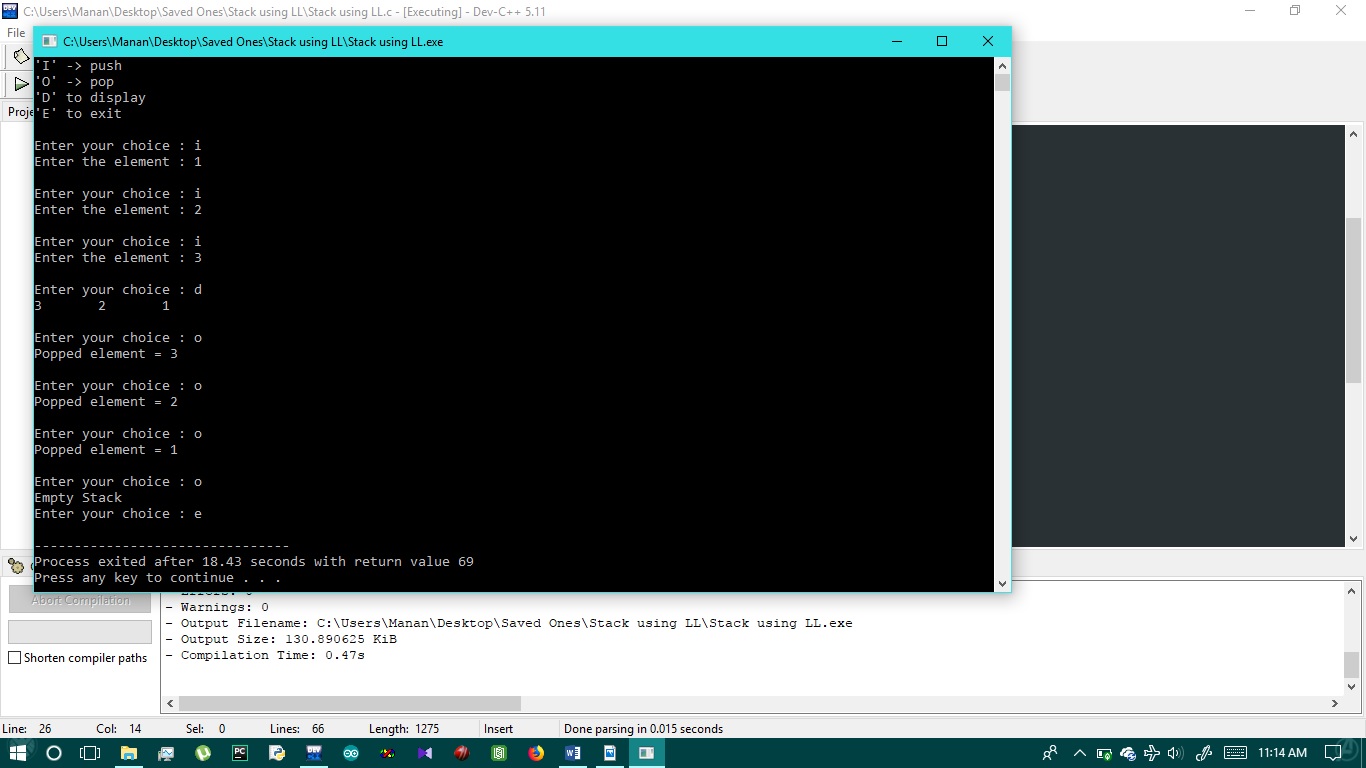 C:\Users\Manan\Desktop\Saved Ones\Stack using LL\Stack using LL.c - [Executing] - Dev-C++ 5.11
File
C:\Users\Manan\Desktop\Saved Ones\Stack using LL\Stack using LL.exe
Proje
'I' -> push
'O' -> pop
'D' to display
'E' to exit
Enter your choice : i
Enter the element : 1
Enter your choice : i
Enter the element : 2
Enter your choice : i
Enter the element : 3
Enter your choice : d
3 2 1
Enter your choice : o
Popped element = 3
Enter your choice : o
Popped element = 2
Enter your choice : o
Popped element = 1
Enter your choice : o
Empty Stack
Enter your choice : e
--------------------------------
Process exited after 18.43 seconds with return value 69
Press any key to continue . . .
Abort Compilation
Shorten compiler paths
- Errors: 0
- Warnings: 0
- Output Filename: C:\Users\Manan\Desktop\Saved Ones\Stack using LL\Stack using LL.exe
- Output Size: 130.890625 KiB
- Compilation Time: 0.47s
Line: 26 Col: 14 Sel: 0 Lines: 66 Length: 1275 Insert Done parsing in 0.015 seconds
11:14 AM